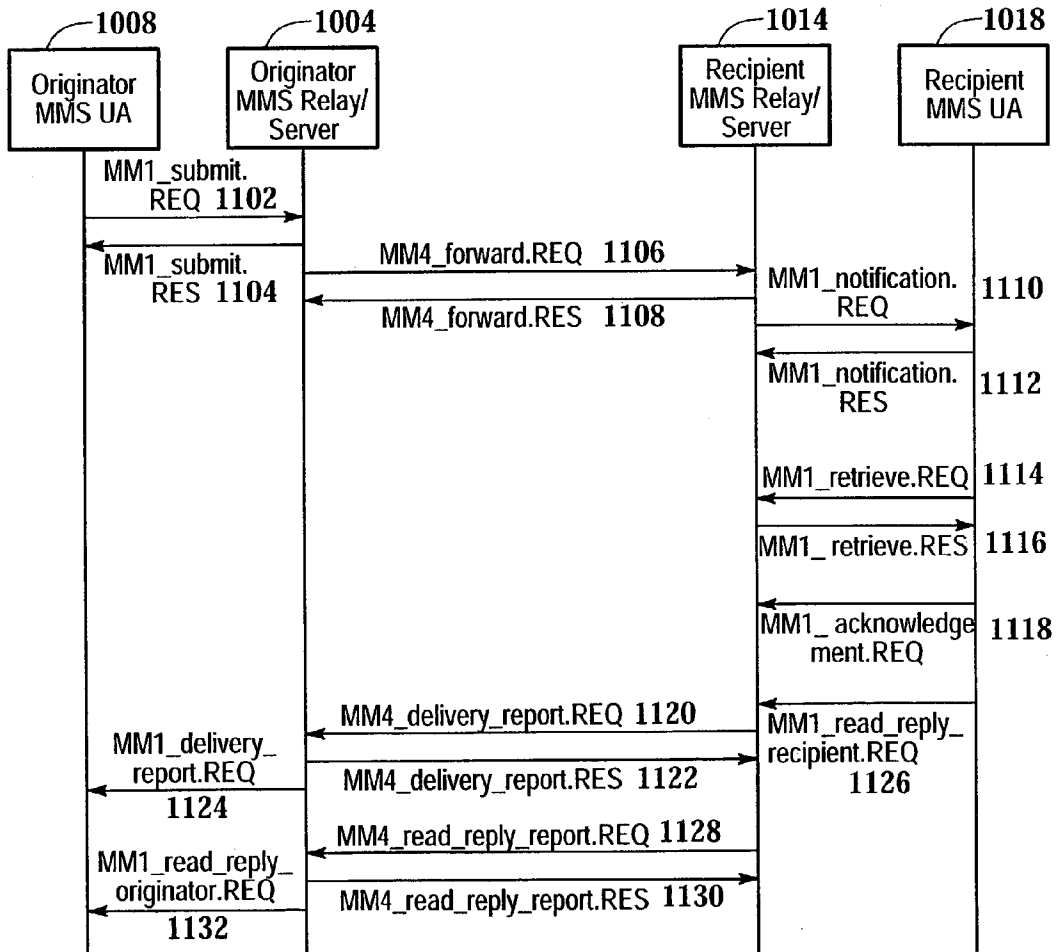 1008
1004
1014
1018
Originator
MMS UA
Originator
MMS Relay/
Server
Recipient
MMS Relay/
Server
Recipient
MMS UA
MM1_submit.
REQ 1102
MM1_submit.
RES 1104
MM4_forward.REQ 1106
MM4_forward.RES 1108
MM1_notification.
REQ
1110
MM1_notification.
RES
1112
MM1_retrieve.REQ 1114
MM1_ retrieve.RES 1116
MM1_ acknowledge
ment.REQ
1118
MM4_delivery_report.REQ 1120
MM1_read_reply_
recipient.REQ
1126
MM1_delivery_
report.REQ
1124
MM4_delivery_report.RES 1122
MM4_read_reply_report.REQ 1128
MM1_read_reply_
originator.REQ
1132
MM4_read_reply_report.RES 1130